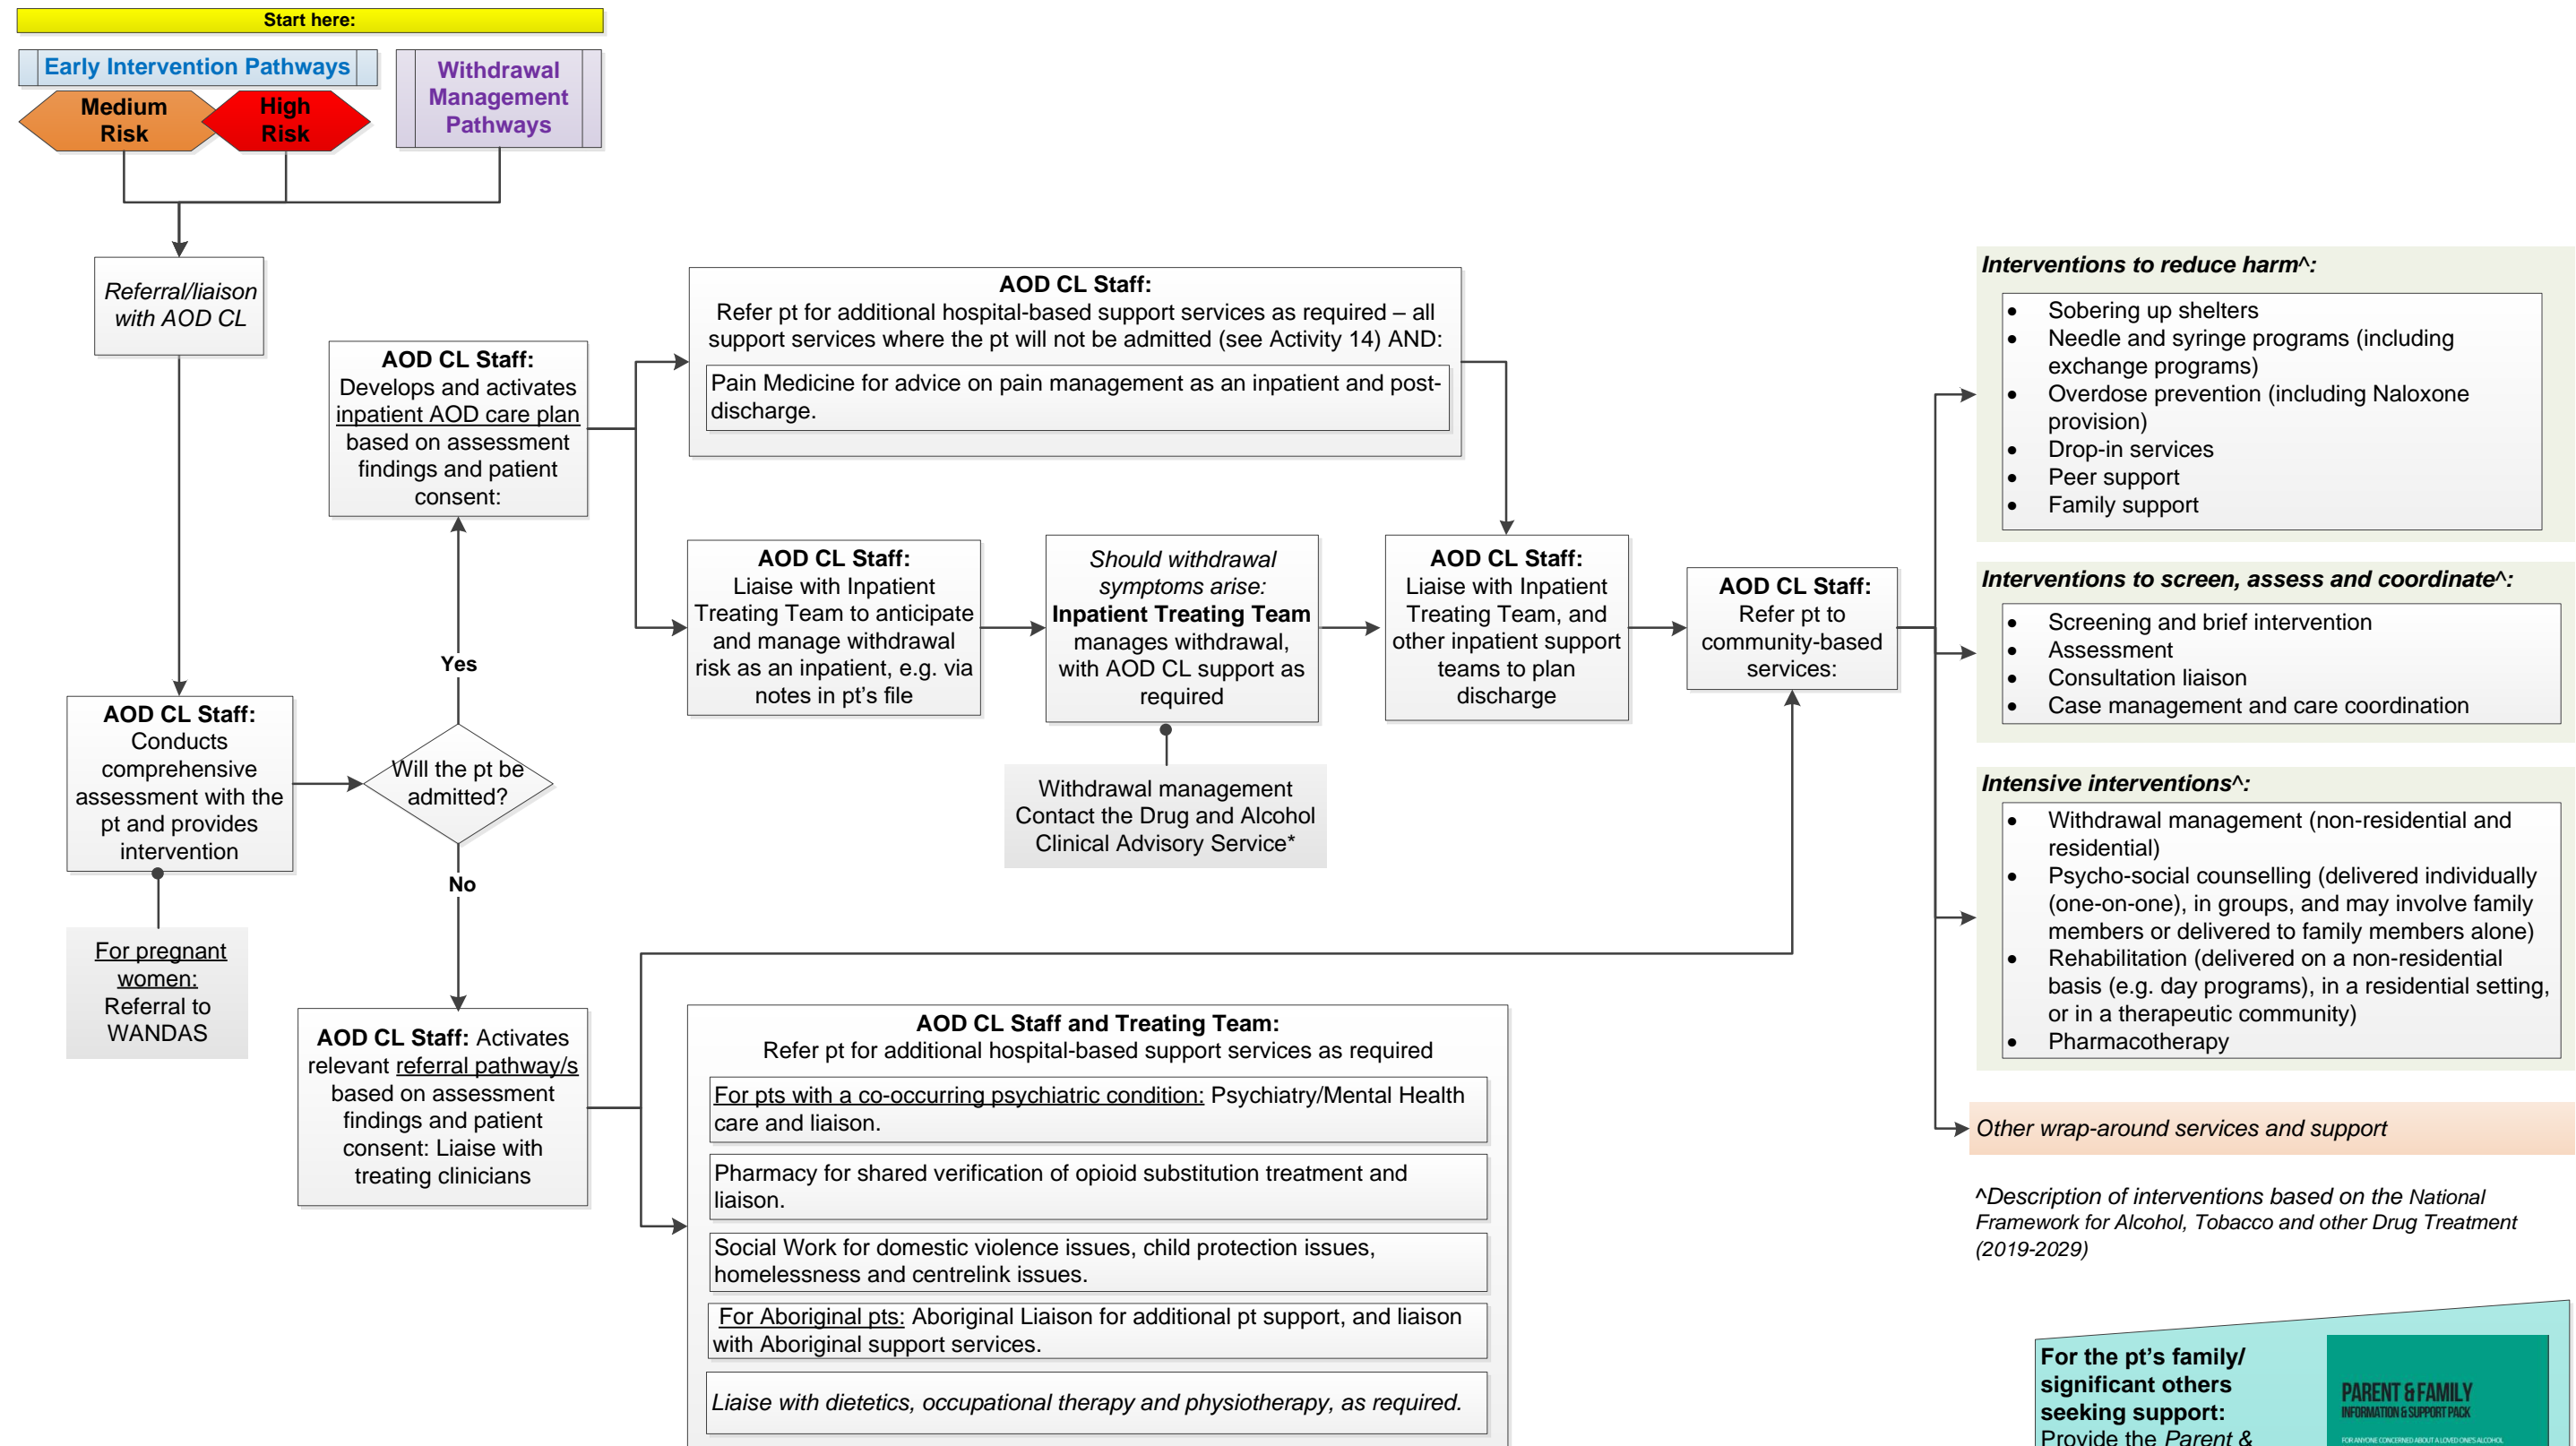 Start here:
Early Intervention Pathways
Medium
Risk
High
Risk
Withdrawal
Management
Pathways
Referral/liaison
with AOD CL
AOD CL Staff:
Conducts
comprehensive
assessment with the
pt and provides
intervention
For pregnant
women:
Referral to
WANDAS
Will the pt be
admitted?
Yes
No
AOD CL Staff:
Develops and activates
inpatient AOD care plan
based on assessment
findings and patient
consent:
AOD CL Staff: Activates
relevant referral pathway/s
based on assessment
findings and patient
consent: Liaise with
treating clinicians
AOD CL Staff:
Refer pt for additional hospital-based support services as required – all
support services where the pt will not be admitted (see Activity 14) AND:
Pain Medicine for advice on pain management as an inpatient and post-
discharge.
AOD CL Staff:
Liaise with Inpatient
Treating Team to anticipate
and manage withdrawal
risk as an inpatient, e.g. via
notes in pt's file
Should withdrawal
symptoms arise:
Inpatient Treating Team
manages withdrawal,
with AOD CL support as
required
Withdrawal management
Contact the Drug and Alcohol
Clinical Advisory Service*
AOD CL Staff:
Liaise with Inpatient
Treating Team, and
other inpatient support
teams to plan
discharge
AOD CL Staff:
Refer pt to
community-based
services:
AOD CL Staff and Treating Team:
Refer pt for additional hospital-based support services as required
For pts with a co-occurring psychiatric condition: Psychiatry/Mental Health
care and liaison.
Pharmacy for shared verification of opioid substitution treatment and
liaison.
Social Work for domestic violence issues, child protection issues,
homelessness and centrelink issues.
For Aboriginal pts: Aboriginal Liaison for additional pt support, and liaison
with Aboriginal support services.
Liaise with dietetics, occupational therapy and physiotherapy, as required.
Interventions to reduce harm^:
• Sobering up shelters
• Needle and syringe programs (including
exchange programs)
• Overdose prevention (including Naloxone
provision)
• Drop-in services
• Peer support
• Family support
Interventions to screen, assess and coordinate^:
• Screening and brief intervention
• Assessment
• Consultation liaison
• Case management and care coordination
Intensive interventions^:
• Withdrawal management (non-residential and
residential)
• Psycho-social counselling (delivered individually
(one-on-one), in groups, and may involve family
members or delivered to family members alone)
• Rehabilitation (delivered on a non-residential
basis (e.g. day programs), in a residential setting,
or in a therapeutic community)
• Pharmacotherapy
Other wrap-around services and support
^Description of interventions based on the National
Framework for Alcohol, Tobacco and other Drug Treatment
(2019-2029)
For the pt's family/
significant others
seeking support:
Provide the Parent &
PARENT & FAMILY
INFORMATION & SUPPORT PACK
FOR ANYONE CONCERNED ABOUT A LOVED ONE'S ALCOHOL